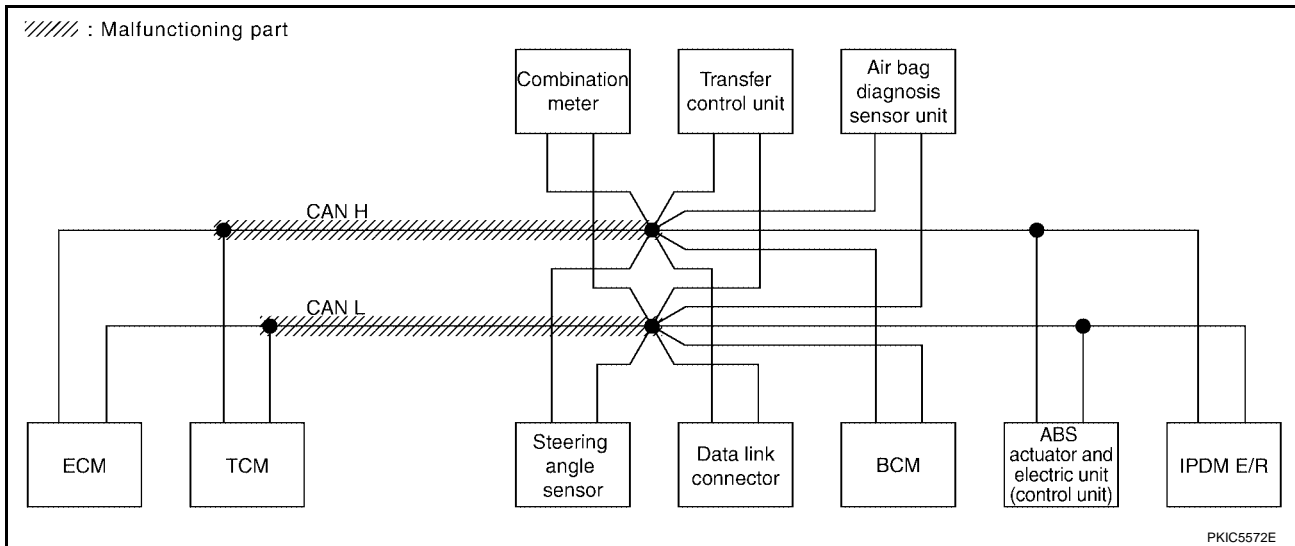 : Malfunctioning part
Combination
meter
Transfer
control unit
Air bag
diagnosis
sensor unit
CAN H
CAN L
ECM
TCM
Steering
angle
sensor
Data link
connector
BCM
ABS
actuator and
electric unit
(control unit)
IPDM E/R
PKIC5572E